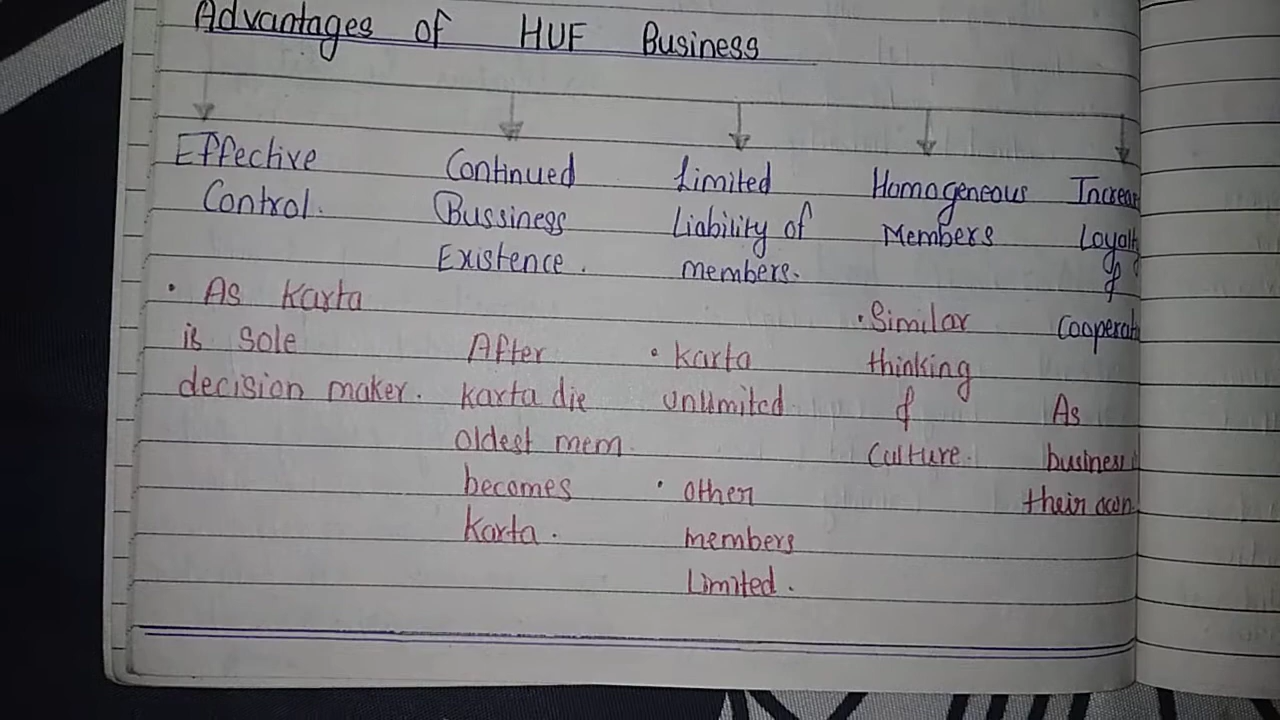 Advantages of HUF Business
Effective
Control.
Continued
Bussiness
Existence.
Limited
Liability of
members.
Homogeneous
Members
Increas
Loyalty
&
Cooperat
• As Karta
is sole
decision maker.
After
Karta die
oldest mem.
becomes
Karta.
• Karta
unlimited.
• other
members
Limited.
• Similar
thinking
&
Culture.
As
business i
their own